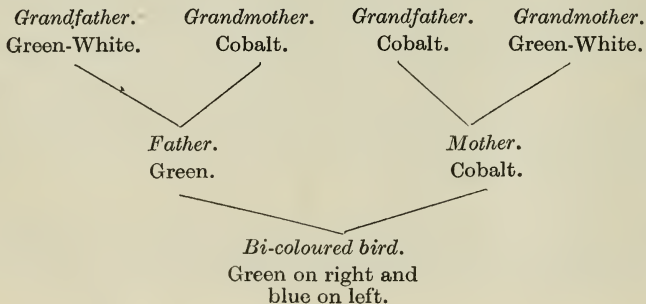 Grandfather. Grandmother. Grandfather. Grandmother.
Green-White. Cobalt. Cobalt. Green-White.
Father. Mother.
Green. Cobalt.
Bi-coloured bird.
Green on right and
blue on left.